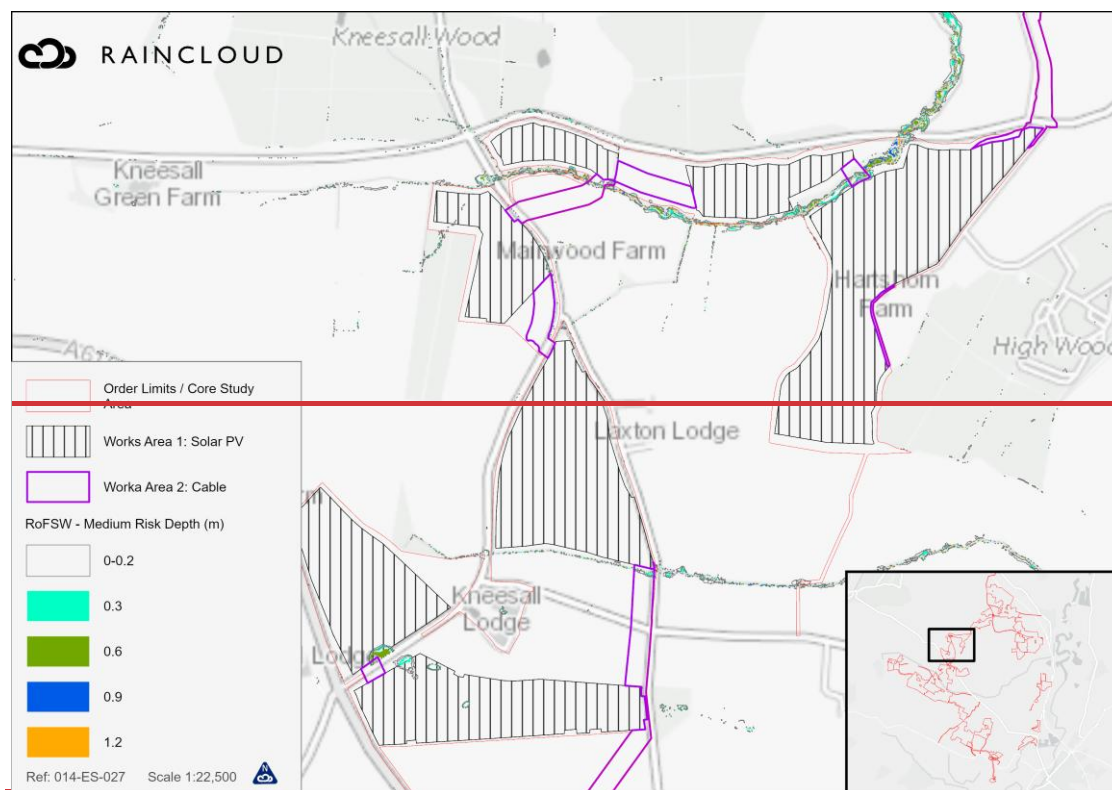 RAINCLOUD
Kneesall Wood
Kneesall
Green Farm
Mairwood Farm
Hartshorn
Farm
High Wood
Laxton Lodge
Kneesall
Lodge
Order Limits / Core Study
Area
Works Area 1: Solar PV
Worka Area 2: Cable
RoFSW - Medium Risk Depth (m)
0-0.2
0.3
0.6
0.9
1.2
Ref: 014-ES-027 Scale 1:22,500
N